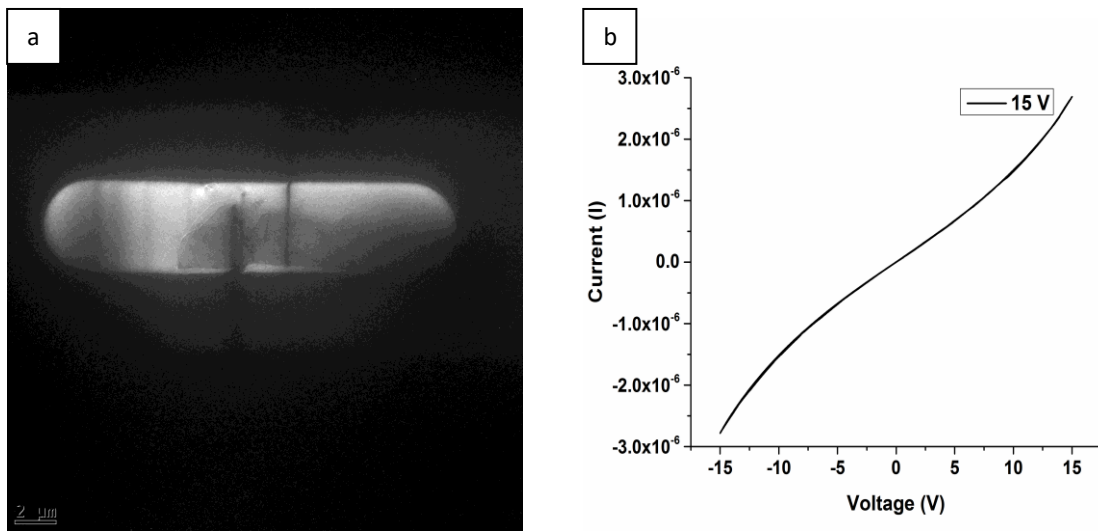 a
2 μm
b
3.0x10-6
2.0x10-6
1.0x10-6
0.0
-1.0x10-6
-2.0x10-6
-3.0x10-6
Current (I)
15 V
-15 -10 -5 0 5 10 15
Voltage (V)